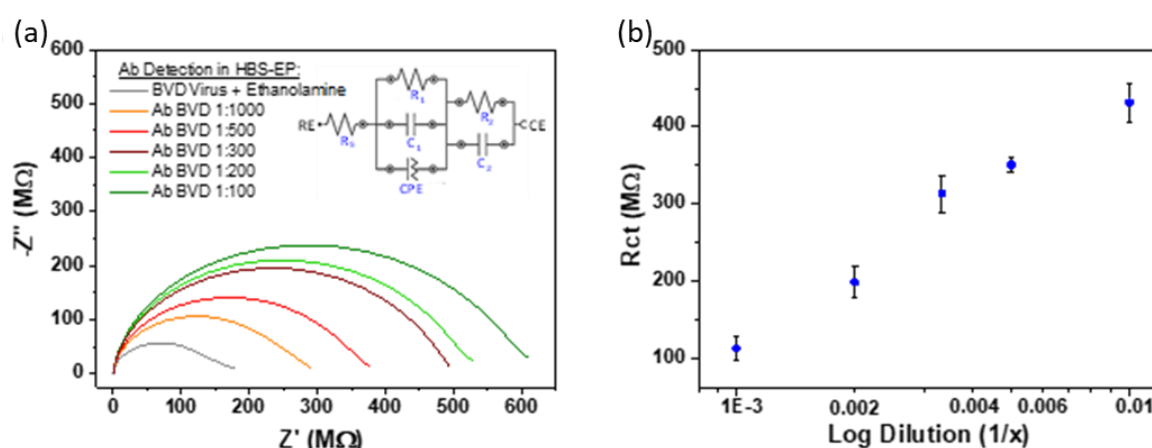 (a)
600
500
400
300
200
100
0
-Z'' (MΩ)
Ab Detection in HBS-EP:
BVD Virus + Ethanolamine
Ab BVD 1:1000
Ab BVD 1:500
Ab BVD 1:300
Ab BVD 1:200
Ab BVD 1:100
RE
Rs
R1
C1
CPE
R2
C2
CE
0 100 200 300 400 500 600
Z' (MΩ)
(b)
500
400
300
200
100
Rct (MΩ)
1E-3 0.002 0.004 0.006 0.01
Log Dilution (1/x)